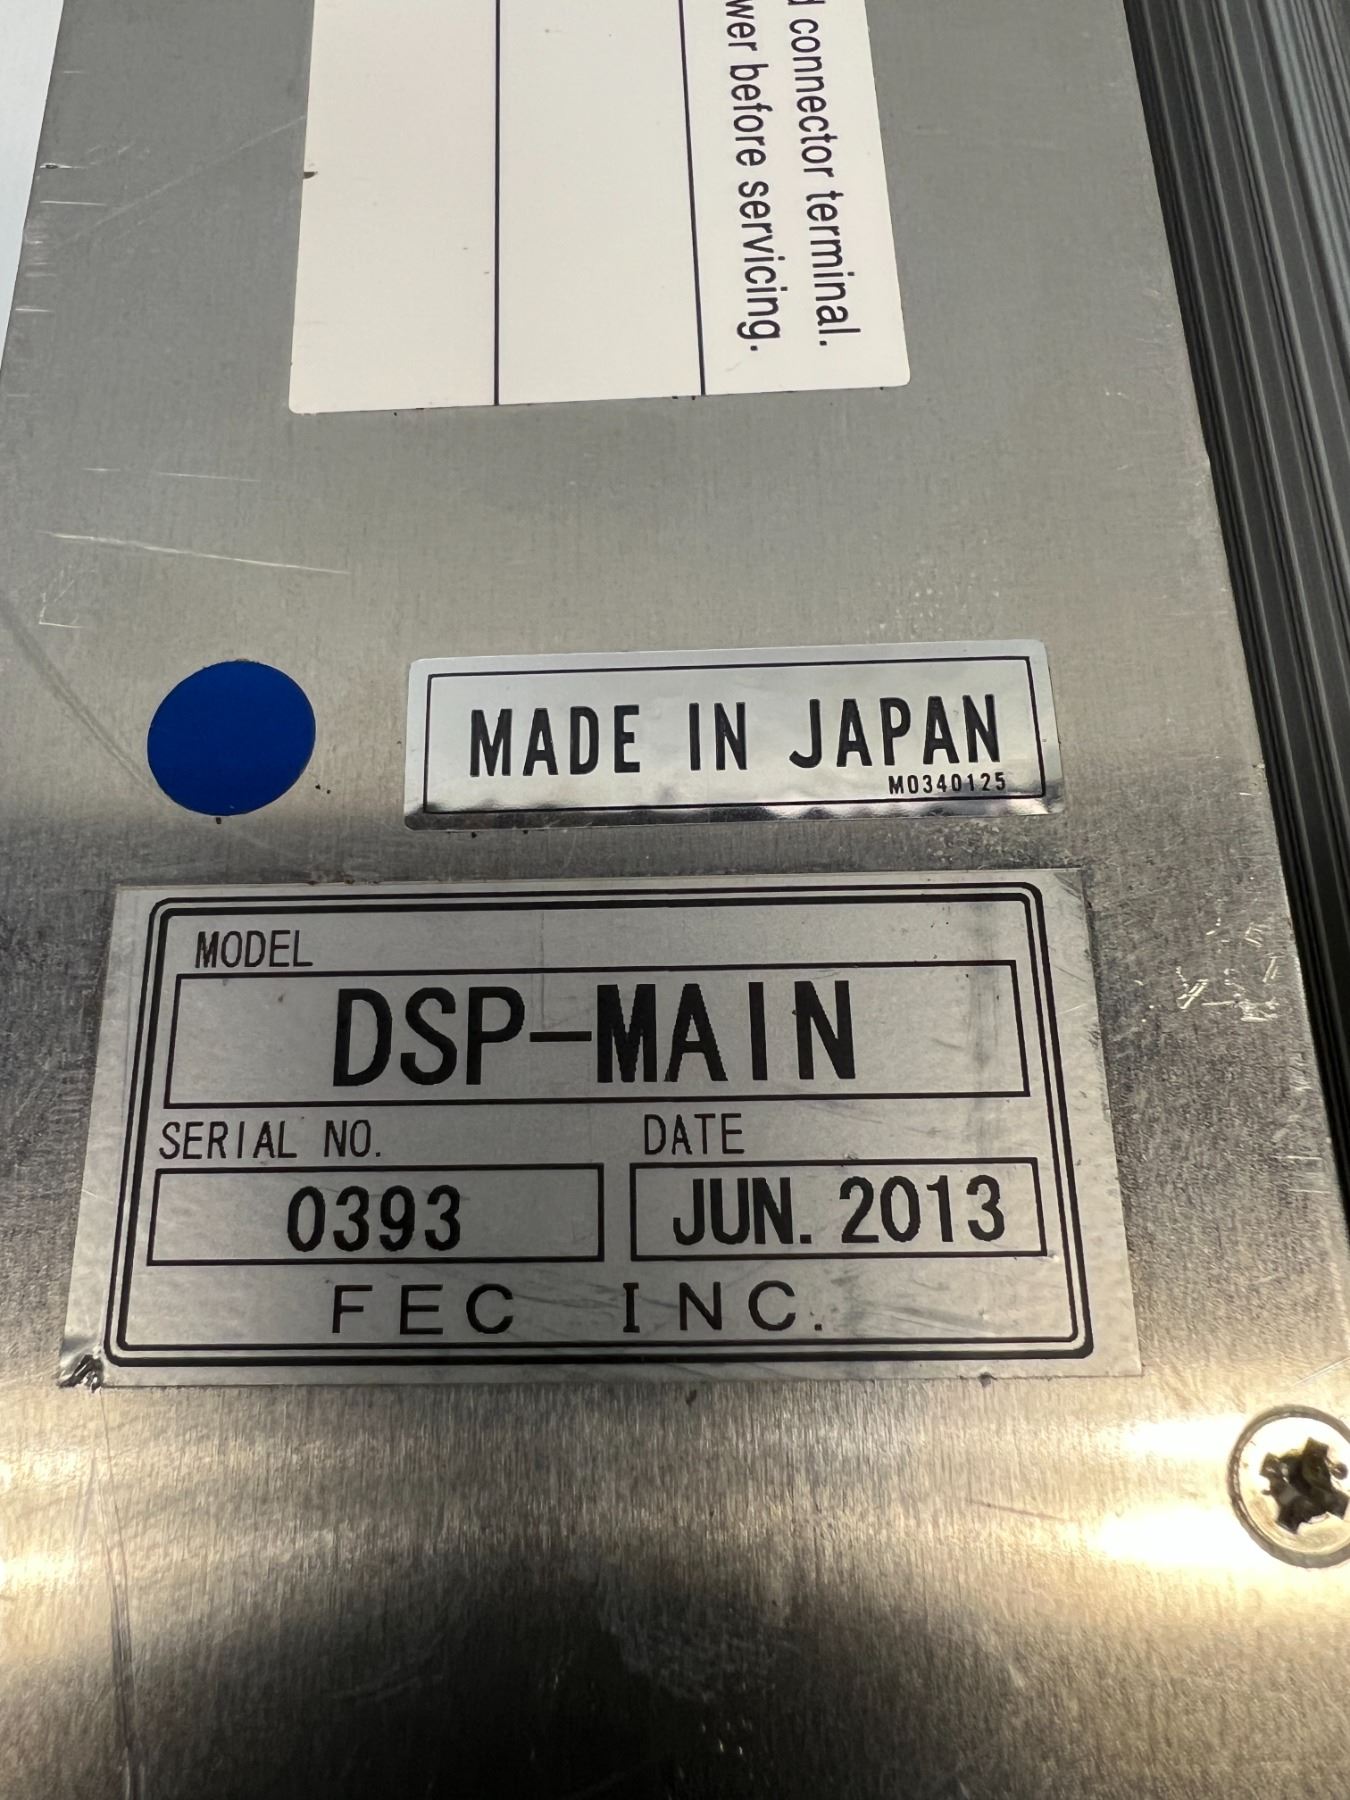 connector terminal.
before servicing.
MADE IN JAPAN
M0340125
MODEL
DSP-MAIN
SERIAL NO. DATE
0393 JUN. 2013
FEC INC.